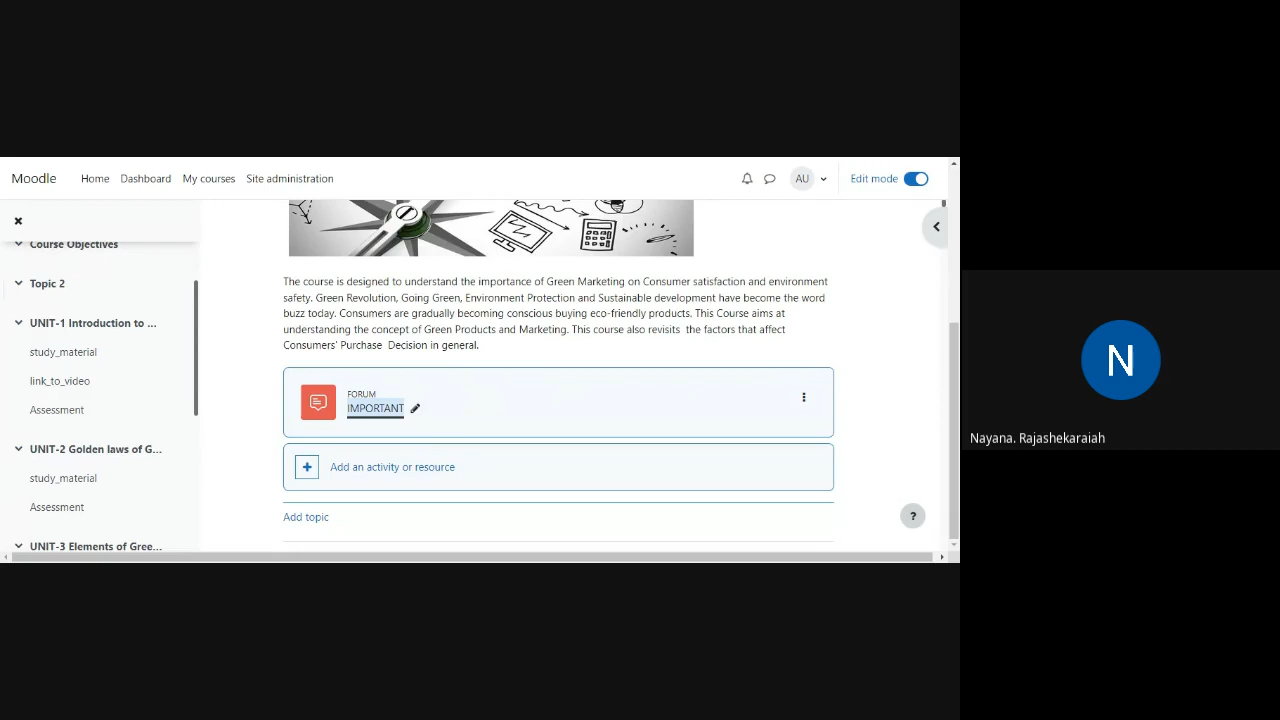 Moodle Home Dashboard My courses Site administration AU Edit mode
Course Objectives
Topic 2
UNIT-1 Introduction to ...
study_material
link_to_video
Assessment
UNIT-2 Golden laws of G...
study_material
Assessment
UNIT-3 Elements of Gree...
The course is designed to understand the importance of Green Marketing on Consumer satisfaction and environment
safety. Green Revolution, Going Green, Environment Protection and Sustainable development have become the word
buzz today. Consumers are gradually becoming conscious buying eco-friendly products. This Course aims at
understanding the concept of Green Products and Marketing. This course also revisits the factors that affect
Consumers' Purchase Decision in general.
FORUM
IMPORTANT
Add an activity or resource
Add topic
?
N
Nayana. Rajashekaraiah